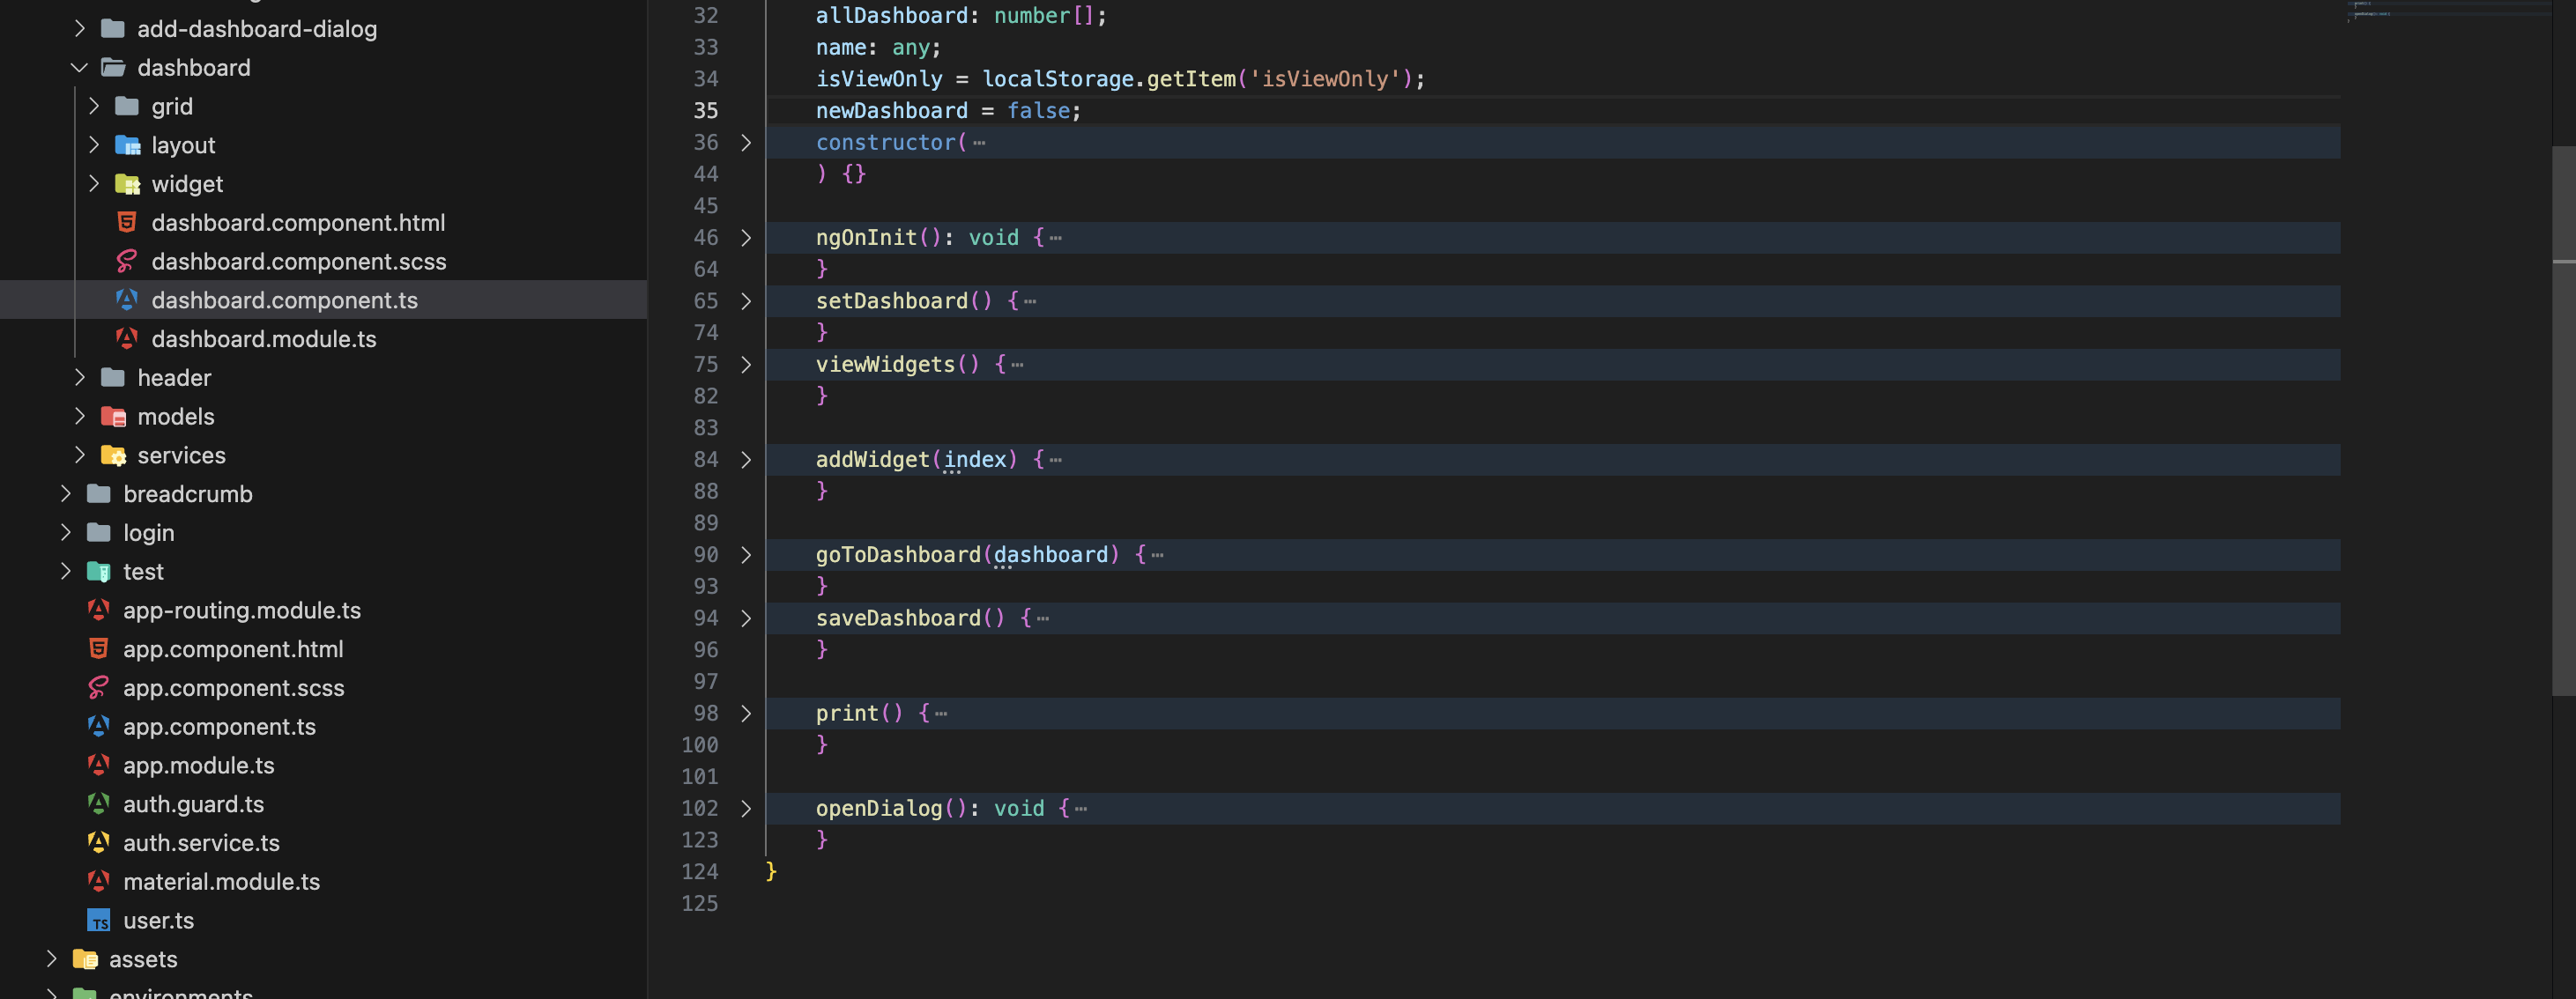 add-dashboard-dialog
dashboard
grid
layout
widget
dashboard.component.html
dashboard.component.scss
dashboard.component.ts
dashboard.module.ts
header
models
services
breadcrumb
login
test
app-routing.module.ts
app.component.html
app.component.scss
app.component.ts
app.module.ts
auth.guard.ts
auth.service.ts
material.module.ts
TS user.ts
assets
environments
32 allDashboard: number[];
33 name: any;
34 isViewOnly = localStorage.getItem('isViewOnly');
35 newDashboard = false;
36 constructor( ⋯
44 ) {}
45
46 ngOnInit(): void { ⋯
64 }
65 setDashboard() { ⋯
74 }
75 viewWidgets() { ⋯
82 }
83
84 addWidget(index) { ⋯
88 }
89
90 goToDashboard(dashboard) { ⋯
93 }
94 saveDashboard() { ⋯
96 }
97
98 print() { ⋯
100 }
101
102 openDialog(): void { ⋯
123 }
124 }
125